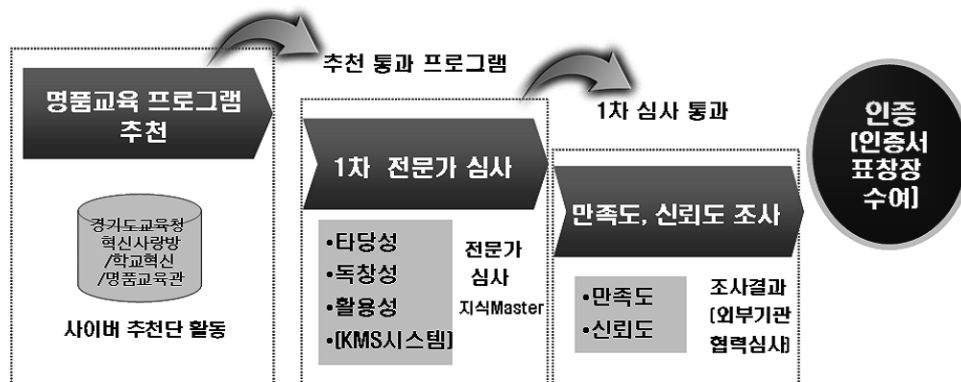 명품교육 프로그램
추천
경기도교육청
혁신사랑방
/학교혁신
/명품교육관
사이버 추천단 활동
추천 통과 프로그램
1차 전문가 심사
•타당성
•독창성
•활용성
•[KMS시스템]
전문가
심사
지식Master
1차 심사 통과
만족도, 신뢰도 조사
•만족도
•신뢰도
조사결과
[외부기관
협력심사]
인증
[인증서
표창장
수여]